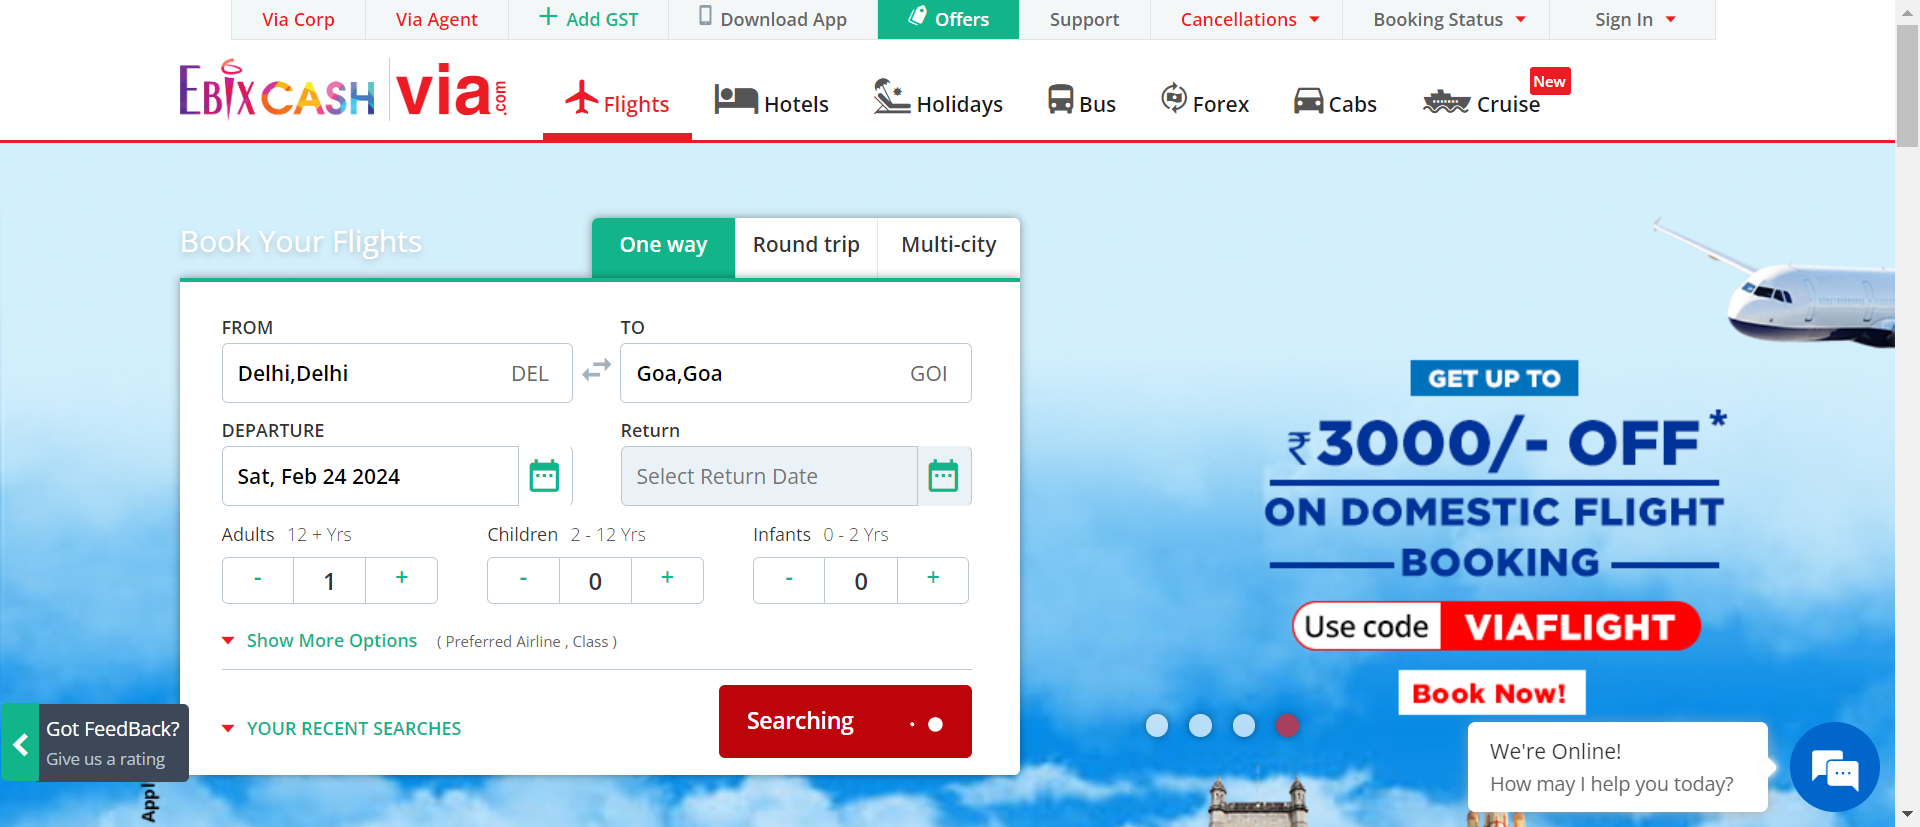 Via Corp
Via Agent
Add GST
Download App
Offers
Support
Cancellations
Booking Status
Sign In
EBIXCASH
via.com
Flights
Hotels
Holidays
Bus
Forex
Cabs
Cruise
New
Book Your Flights
One way
Round trip
Multi-city
FROM
TO
Delhi,Delhi DEL
Goa,Goa GOI
DEPARTURE
Return
Sat, Feb 24 2024
Select Return Date
Adults 12 + Yrs
Children 2 - 12 Yrs
Infants 0 - 2 Yrs
- 1 +
- 0 +
- 0 +
Show More Options ( Preferred Airline , Class )
YOUR RECENT SEARCHES
Searching
GET UP TO
₹3000/- OFF*
ON DOMESTIC FLIGHT
BOOKING
Use code VIAFLIGHT
Book Now!
Got FeedBack?
Give us a rating
Appl
We're Online!
How may I help you today?